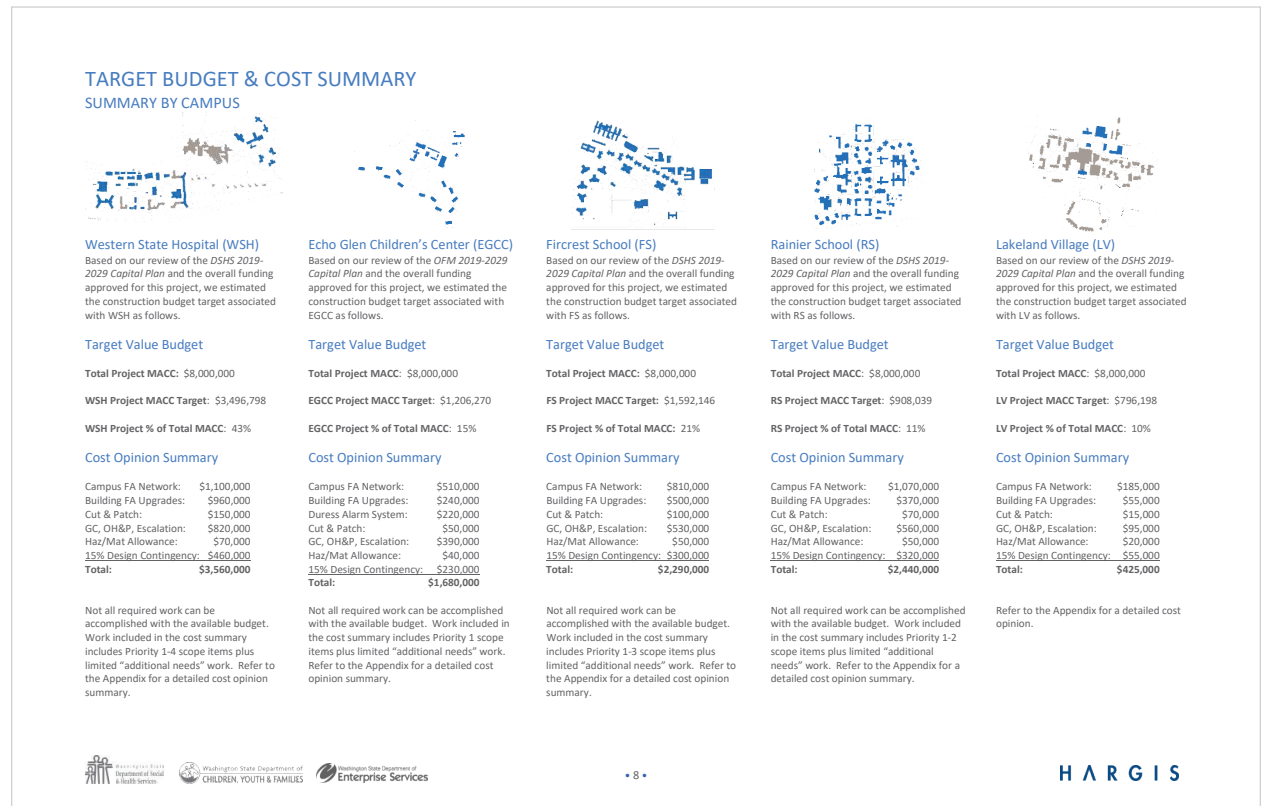 TARGET BUDGET & COST SUMMARY
SUMMARY BY CAMPUS
Western State Hospital (WSH)
Based on our review of the DSHS 2019-
2029 Capital Plan and the overall funding
approved for this project, we estimated
the construction budget target associated
with WSH as follows.
Target Value Budget
Total Project MACC: $8,000,000
WSH Project MACC Target: $3,496,798
WSH Project % of Total MACC: 43%
Cost Opinion Summary
Campus FA Network: $1,100,000
Building FA Upgrades: $960,000
Cut & Patch: $150,000
GC, OH&P, Escalation: $820,000
Haz/Mat Allowance: $70,000
15% Design Contingency: $460,000
Total: $3,560,000
Not all required work can be
accomplished with the available budget.
Work included in the cost summary
includes Priority 1-4 scope items plus
limited “additional needs” work. Refer to
the Appendix for a detailed cost opinion
summary.
Echo Glen Children’s Center (EGCC)
Based on our review of the OFM 2019-2029
Capital Plan and the overall funding
approved for this project, we estimated the
construction budget target associated with
EGCC as follows.
Target Value Budget
Total Project MACC: $8,000,000
EGCC Project MACC Target: $1,206,270
EGCC Project % of Total MACC: 15%
Cost Opinion Summary
Campus FA Network: $510,000
Building FA Upgrades: $240,000
Duress Alarm System: $220,000
Cut & Patch: $50,000
GC, OH&P, Escalation: $390,000
Haz/Mat Allowance: $40,000
15% Design Contingency: $230,000
Total: $1,680,000
Not all required work can be accomplished
with the available budget. Work included in
the cost summary includes Priority 1 scope
items plus limited “additional needs” work.
Refer to the Appendix for a detailed cost
opinion summary.
Fircrest School (FS)
Based on our review of the DSHS 2019-
2029 Capital Plan and the overall funding
approved for this project, we estimated the
construction budget target associated
with FS as follows.
Target Value Budget
Total Project MACC: $8,000,000
FS Project MACC Target: $1,592,146
FS Project % of Total MACC: 21%
Cost Opinion Summary
Campus FA Network: $810,000
Building FA Upgrades: $500,000
Cut & Patch: $100,000
GC, OH&P, Escalation: $530,000
Haz/Mat Allowance: $50,000
15% Design Contingency: $300,000
Total: $2,290,000
Not all required work can be
accomplished with the available budget.
Work included in the cost summary
includes Priority 1-3 scope items plus
limited “additional needs” work. Refer to
the Appendix for a detailed cost opinion
summary.
Rainier School (RS)
Based on our review of the DSHS 2019-
2029 Capital Plan and the overall funding
approved for this project, we estimated
the construction budget target associated
with RS as follows.
Target Value Budget
Total Project MACC: $8,000,000
RS Project MACC Target: $908,039
RS Project % of Total MACC: 11%
Cost Opinion Summary
Campus FA Network: $1,070,000
Building FA Upgrades: $370,000
Cut & Patch: $70,000
GC, OH&P, Escalation: $560,000
Haz/Mat Allowance: $50,000
15% Design Contingency: $320,000
Total: $2,440,000
Not all required work can be accomplished
with the available budget. Work included
in the cost summary includes Priority 1-2
scope items plus limited “additional
needs” work. Refer to the Appendix for a
detailed cost opinion summary.
Lakeland Village (LV)
Based on our review of the DSHS 2019-
2029 Capital Plan and the overall funding
approved for this project, we estimated
the construction budget target associated
with LV as follows.
Target Value Budget
Total Project MACC: $8,000,000
LV Project MACC Target: $796,198
LV Project % of Total MACC: 10%
Cost Opinion Summary
Campus FA Network: $185,000
Building FA Upgrades: $55,000
Cut & Patch: $15,000
GC, OH&P, Escalation: $95,000
Haz/Mat Allowance: $20,000
15% Design Contingency: $55,000
Total: $425,000
Refer to the Appendix for a detailed cost
opinion.
Washington State
Department of Social
& Health Services
Washington State Department of
CHILDREN, YOUTH & FAMILIES
Washington State Department of
Enterprise Services
• 8 •
HARGIS